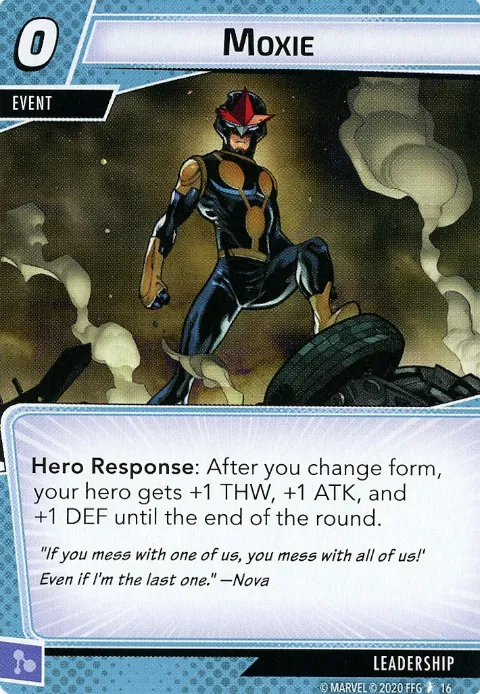 0
MOXIE
EVENT
Hero Response: After you change form,
your hero gets +1 THW, +1 ATK, and
+1 DEF until the end of the round.
"If you mess with one of us, you mess with all of us!'
Even if I'm the last one." —Nova
LEADERSHIP
© MARVEL © 2020 FFG 16